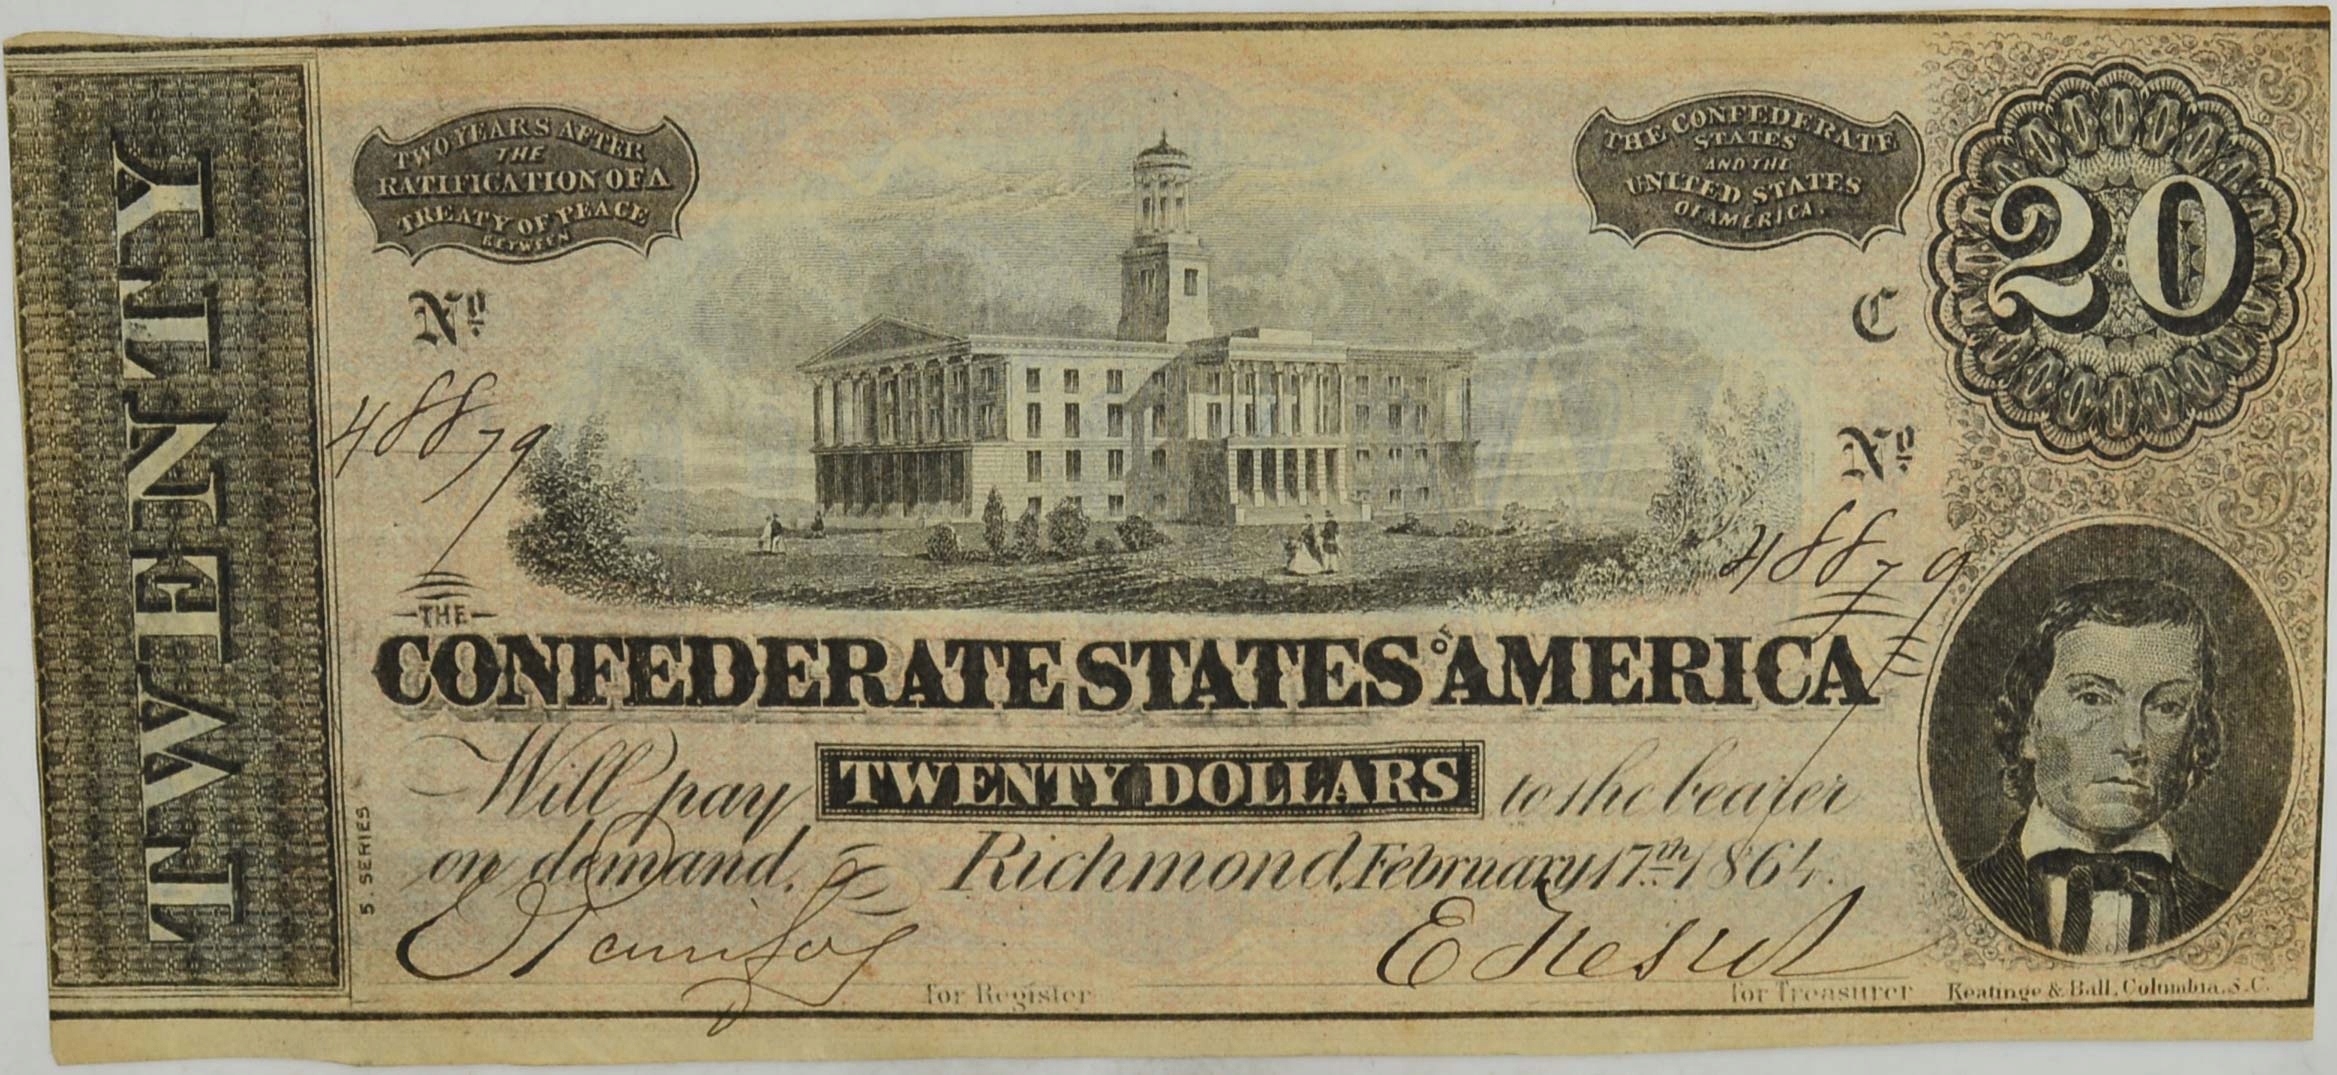 TWENTY
TWO YEARS AFTER
THE
RATIFICATION OF A
TREATY OF PEACE
BETWEEN
THE CONFEDERATE
STATES
AND THE
UNITED STATES
OF AMERICA.
20
No.
C
48879
No.
48879
THE
CONFEDERATE STATES OF AMERICA
Will pay TWENTY DOLLARS to the bearer
on demand. Richmond, February 17th 1864.
5. SERIES
for Register
for Treasurer
Keatinge & Ball, Columbia, S.C.